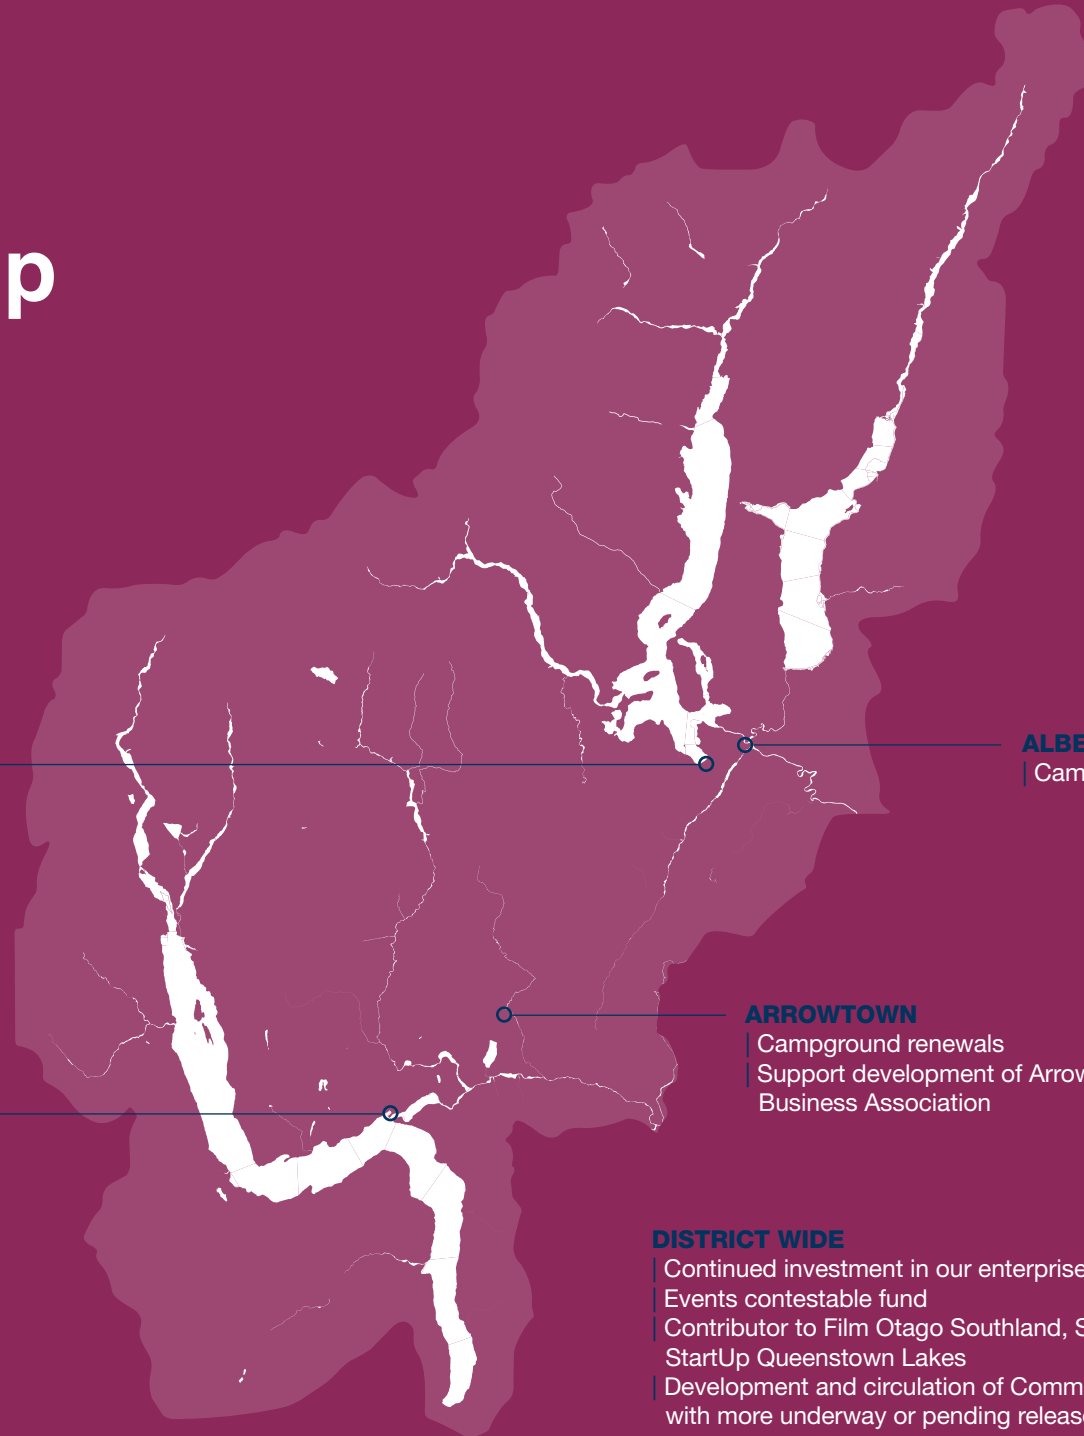 p
ALBE
Cam
ARROWTOWN
Campground renewals
Support development of Arrow
Business Association
DISTRICT WIDE
Continued investment in our enterprise
Events contestable fund
Contributor to Film Otago Southland, S
StartUp Queenstown Lakes
Development and circulation of Comm
with more underway or pending release